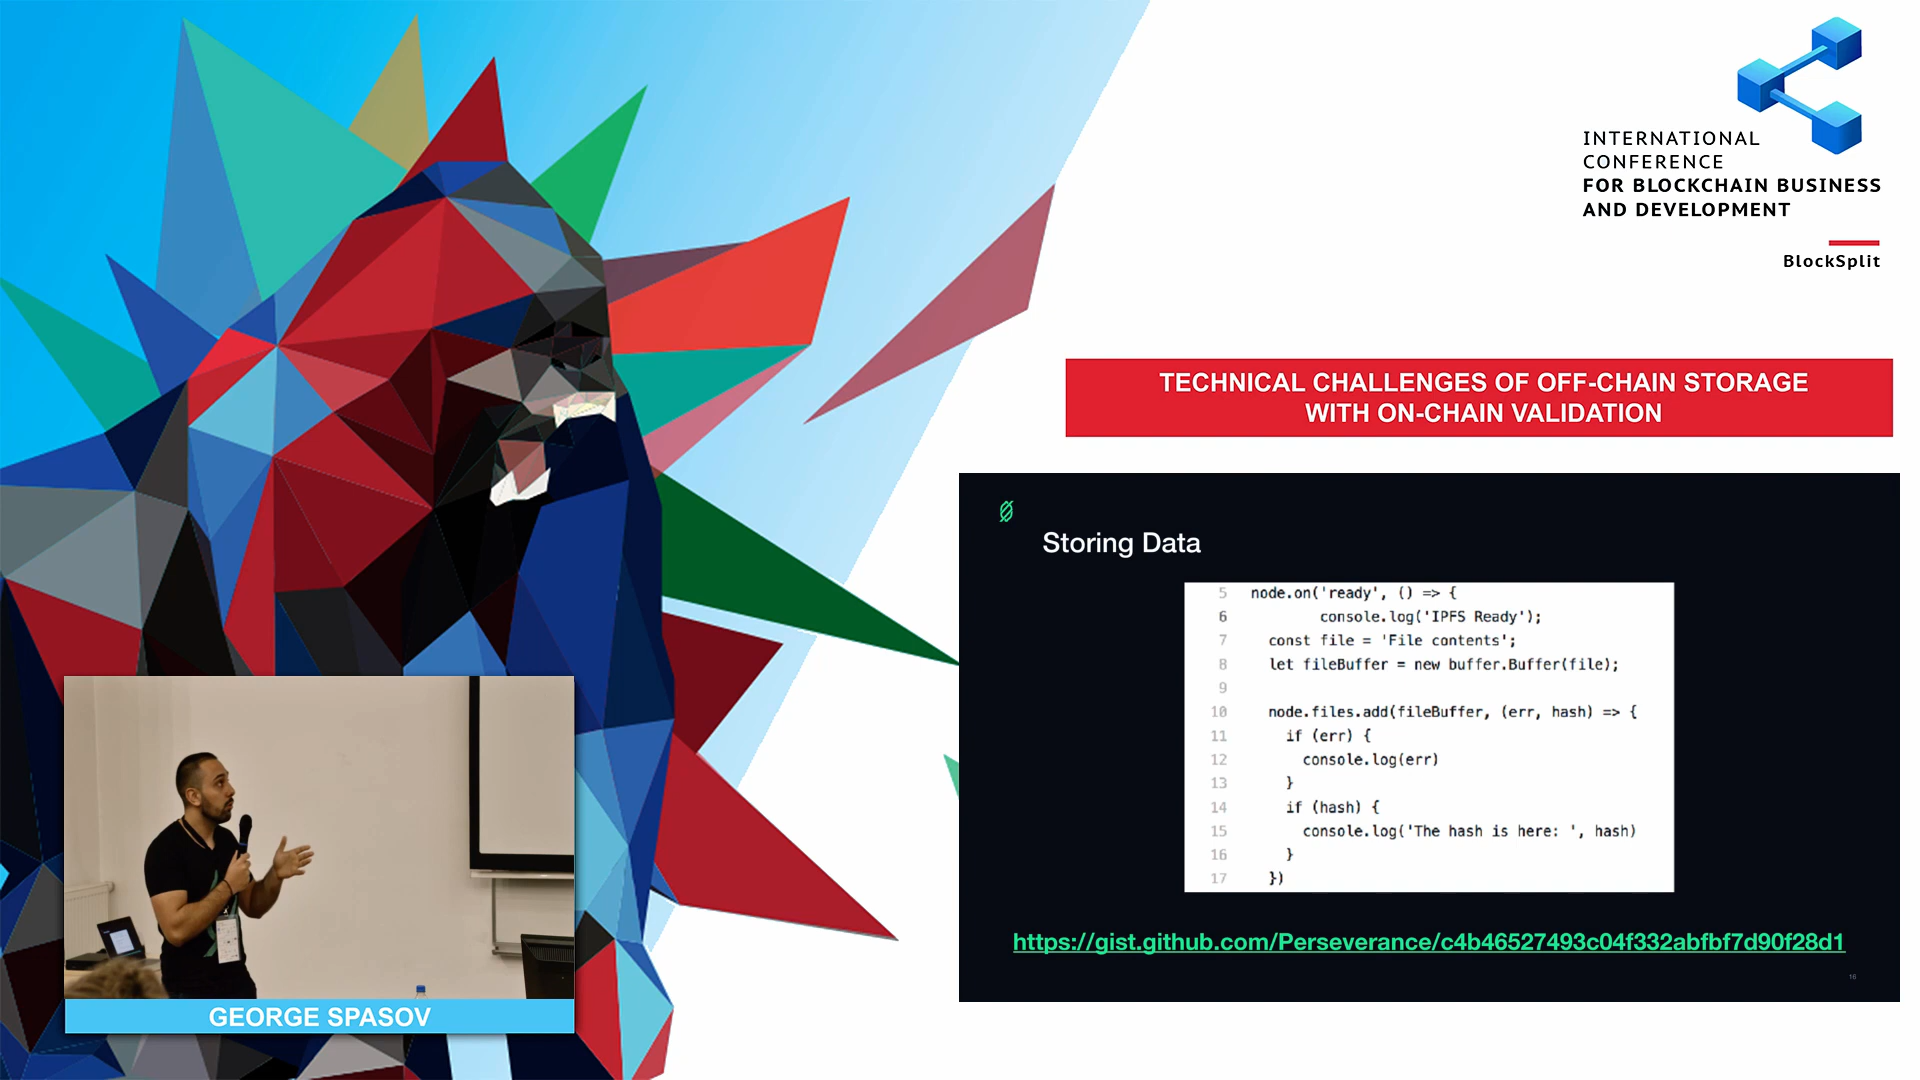 INTERNATIONAL
CONFERENCE
FOR BLOCKCHAIN BUSINESS
AND DEVELOPMENT
BlockSplit
TECHNICAL CHALLENGES OF OFF-CHAIN STORAGE
WITH ON-CHAIN VALIDATION
Storing Data
5 node.on('ready', () => {
6 console.log('IPFS Ready');
7 const file = 'File contents';
8 let fileBuffer = new buffer.Buffer(file);
9
10 node.files.add(fileBuffer, (err, hash) => {
11 if (err) {
12 console.log(err)
13 }
14 if (hash) {
15 console.log('The hash is here: ', hash)
16 }
17 })
https://gist.github.com/Perseverance/c4b46527493c04f332abfbf7d90f28d1
16
GEORGE SPASOV